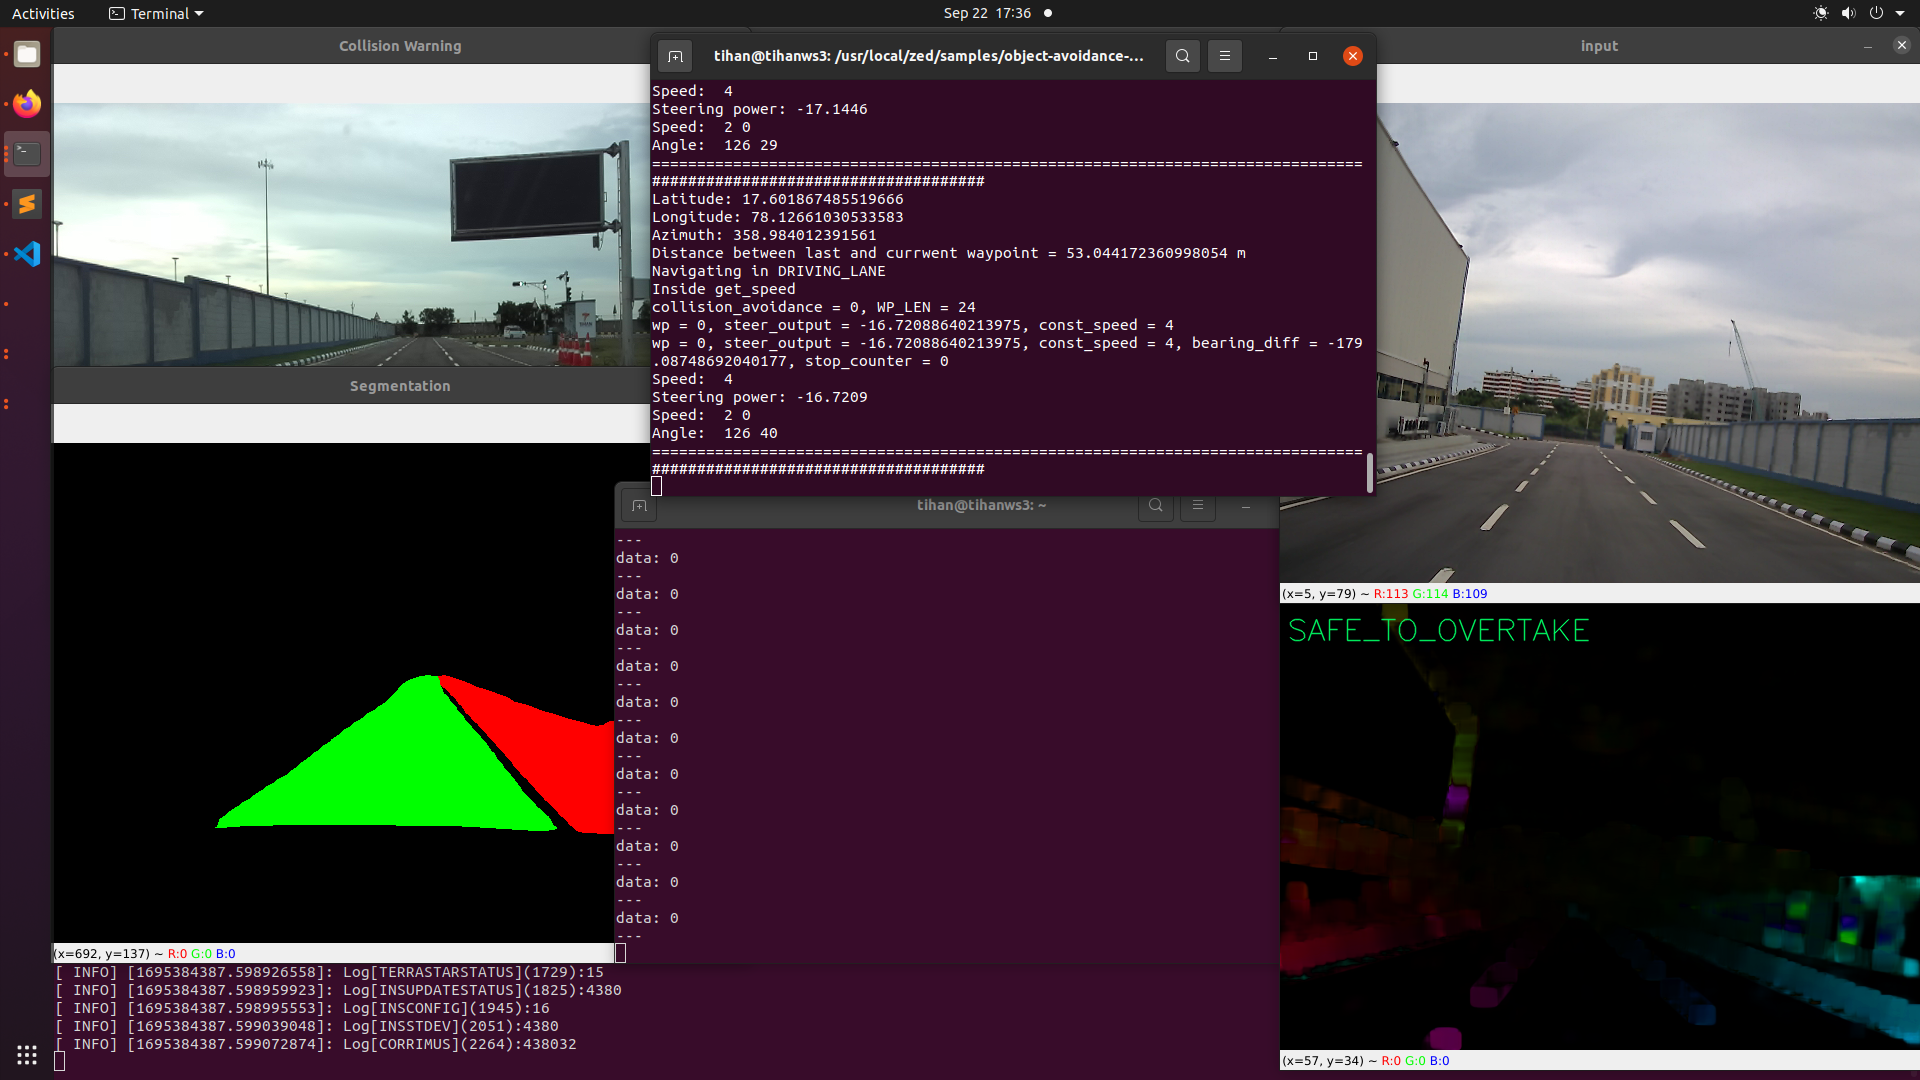 Activities
Terminal
Sep 22 17:36
Collision Warning
tihan@tihanws3: /usr/local/zed/samples/object-avoidance-...
input
Speed:  4
Steering power: -17.1446
Speed:  2 0
Angle:  126 29
===============================================================================
#####################################
Latitude: 17.601867485519666
Longitude: 78.12661030533583
Azimuth: 358.984012391561
Distance between last and currwent waypoint = 53.044172360998054 m
Navigating in DRIVING_LANE
Inside get_speed
collision_avoidance = 0, WP_LEN = 24
wp = 0, steer_output = -16.72088640213975, const_speed = 4
wp = 0, steer_output = -16.72088640213975, const_speed = 4, bearing_diff = -179
.08748692040177, stop_counter = 0
Speed:  4
Steering power: -16.7209
Speed:  2 0
Angle:  126 40
===============================================================================
#####################################
Segmentation
tihan@tihanws3: ~
---
data: 0
---
data: 0
---
data: 0
---
data: 0
---
data: 0
---
data: 0
---
data: 0
---
data: 0
---
data: 0
---
data: 0
---
data: 0
---
(x=5, y=79) ~ R:113 G:114 B:109
SAFE_TO_OVERTAKE
(x=692, y=137) ~ R:0 G:0 B:0
[ INFO] [1695384387.598926558]: Log[TERRASTARSTATUS](1729):15
[ INFO] [1695384387.598959923]: Log[INSUPDATESTATUS](1825):4380
[ INFO] [1695384387.598995553]: Log[INSCONFIG](1945):16
[ INFO] [1695384387.599039048]: Log[INSSTDEV](2051):4380
[ INFO] [1695384387.599072874]: Log[CORRIMUS](2264):438032
(x=57, y=34) ~ R:0 G:0 B:0